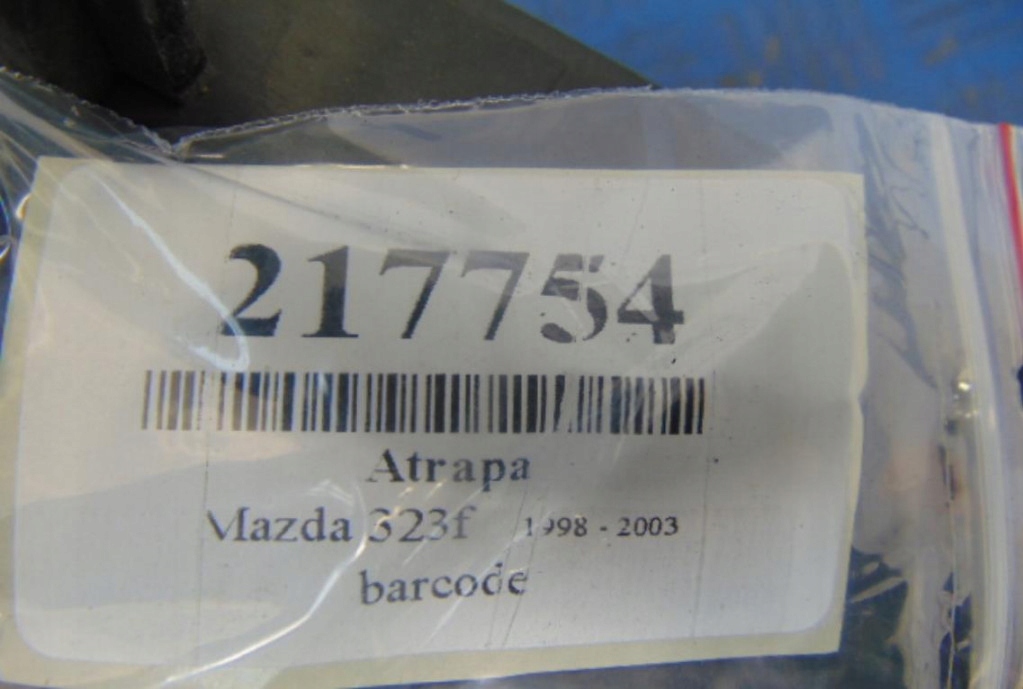 217754
Atrapa
Mazda 323f 1998 - 2003
barcode